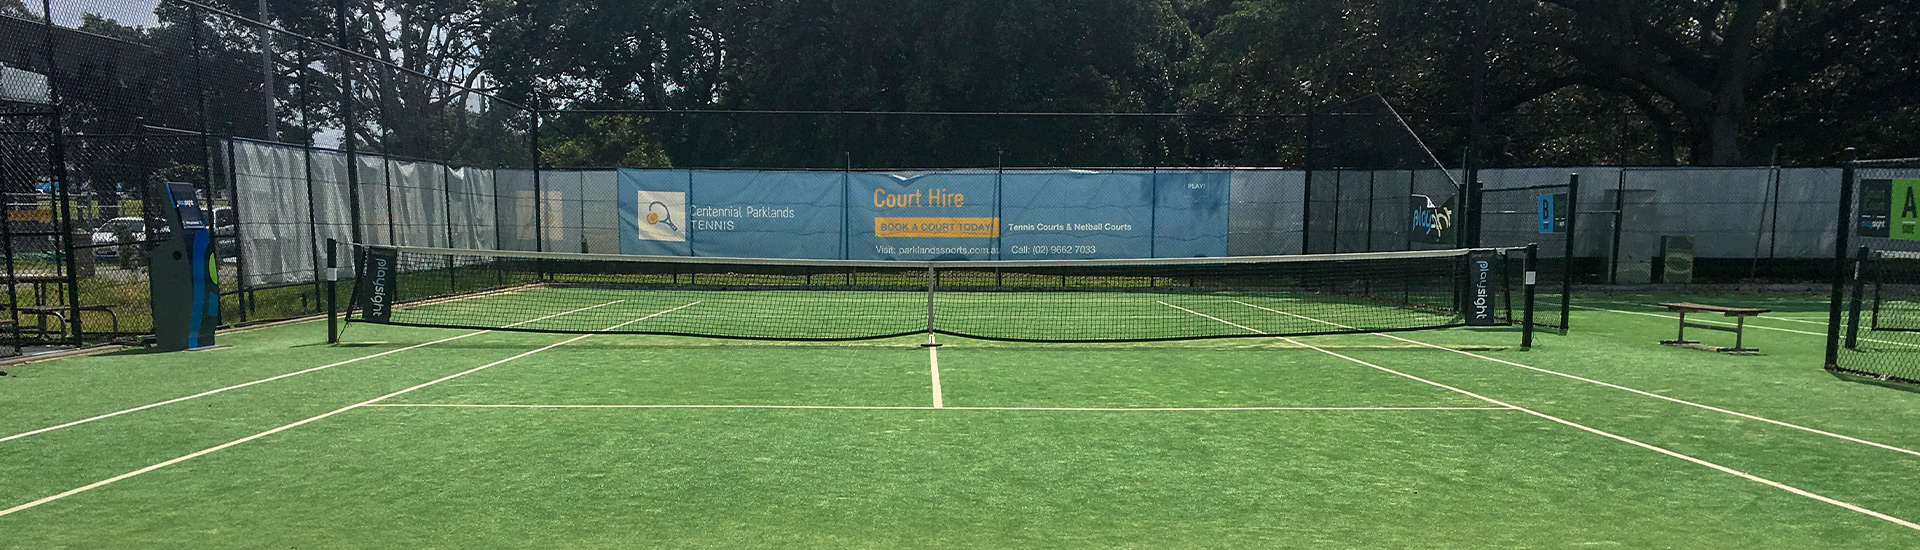 Centennial Parklands
TENNIS
Court Hire
BOOK A COURT TODAY
Visit: parklandssports.com.au
Tennis Courts & Netball Courts
Call: (02) 9662 7033
PLAY!
playsight
playsight
B
A
SIDE